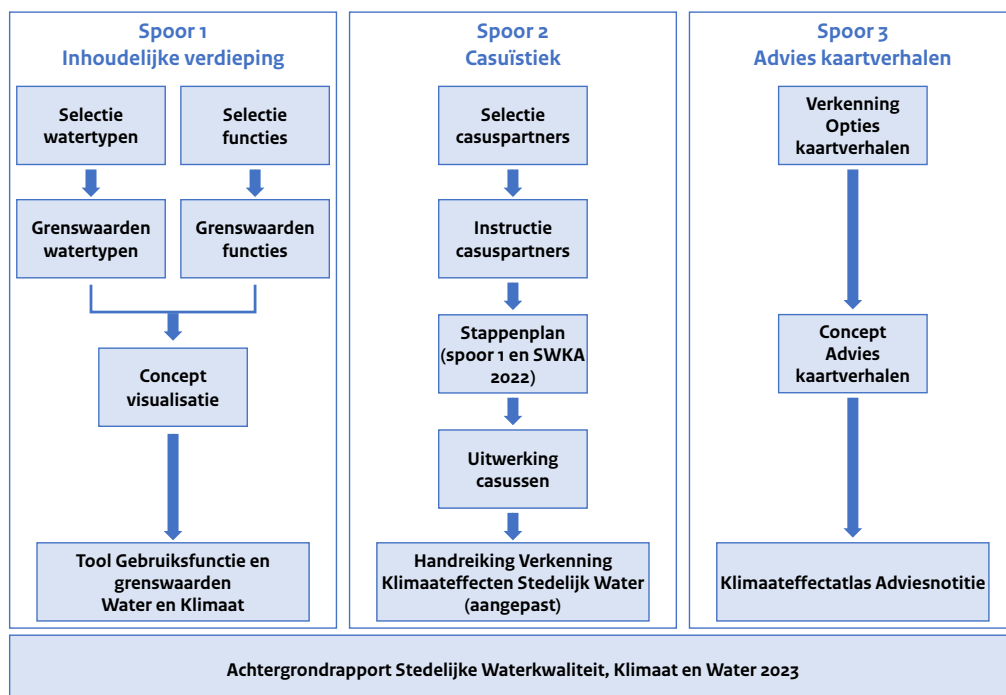 Spoor 1
Inhoudelijke verdieping
Selectie
watertypen
Selectie
functies
Grenswaarden
watertypen
Grenswaarden
functies
Concept
visualisatie
Tool Gebruiksfunctie en
grenswaarden
Water en Klimaat
Spoor 2
Casuïstiek
Selectie
casuspartners
Instructie
casuspartners
Stappenplan
(spoor 1 en SWKA
2022)
Uitwerking
casussen
Handreiking Verkenning
Klimaateffecten Stedelijk Water
(aangepast)
Spoor 3
Advies kaartverhalen
Verkenning
Opties
kaartverhalen
Concept
Advies
kaartverhalen
Klimaateffectatlas Adviesnotitie
Achtergrondrapport Stedelijke Waterkwaliteit, Klimaat en Water 2023